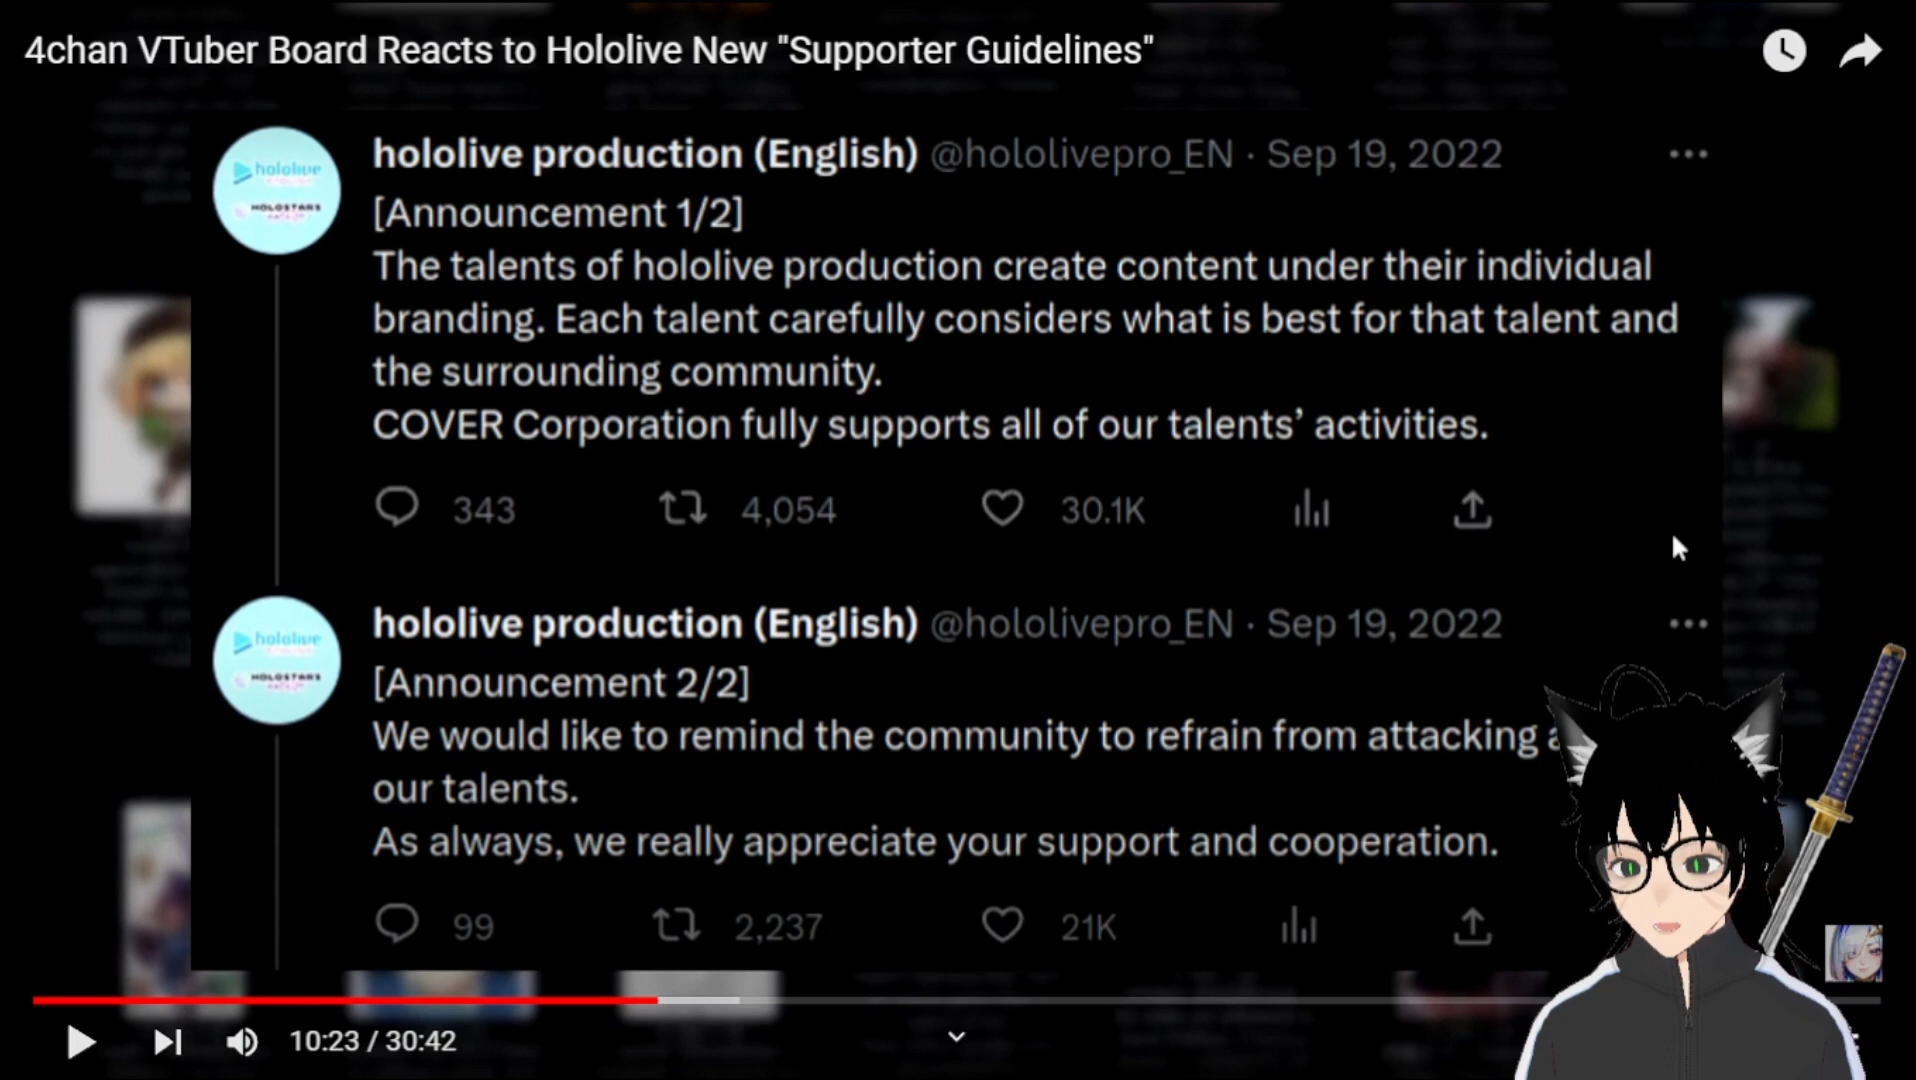 4chan VTuber Board Reacts to Hololive New "Supporter Guidelines"
hololive
HOLOSTARS
hololive production (English) @hololivepro_EN · Sep 19, 2022
[Announcement 1/2]
The talents of hololive production create content under their individual
branding. Each talent carefully considers what is best for that talent and
the surrounding community.
COVER Corporation fully supports all of our talents’ activities.
343 4,054 30.1K
hololive
HOLOSTARS
hololive production (English) @hololivepro_EN · Sep 19, 2022
[Announcement 2/2]
We would like to remind the community to refrain from attacking
our talents.
As always, we really appreciate your support and cooperation.
99 2,237 21K
10:23 / 30:42